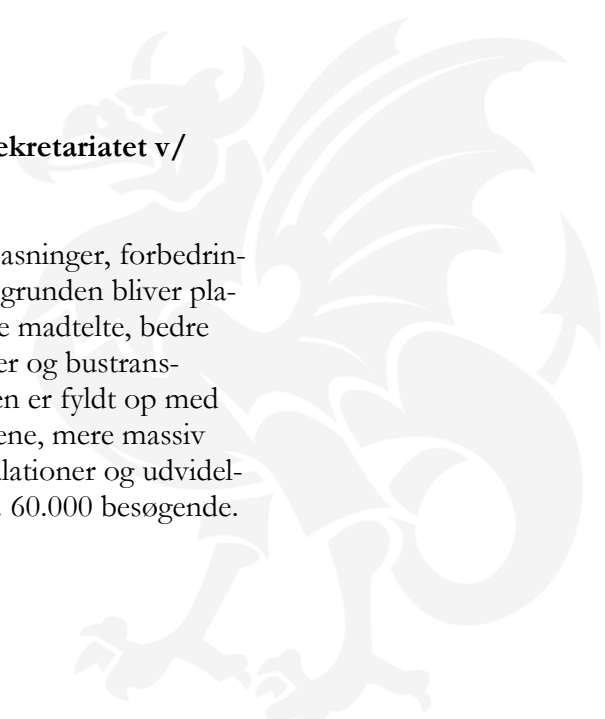 ekretariatet v/
asninger, forbedrin-
grunden bliver pla-
e madtelte, bedre
er og bustrans-
en er fyldt op med
ene, mere massiv
lationer og udvidel-
. 60.000 besøgende.